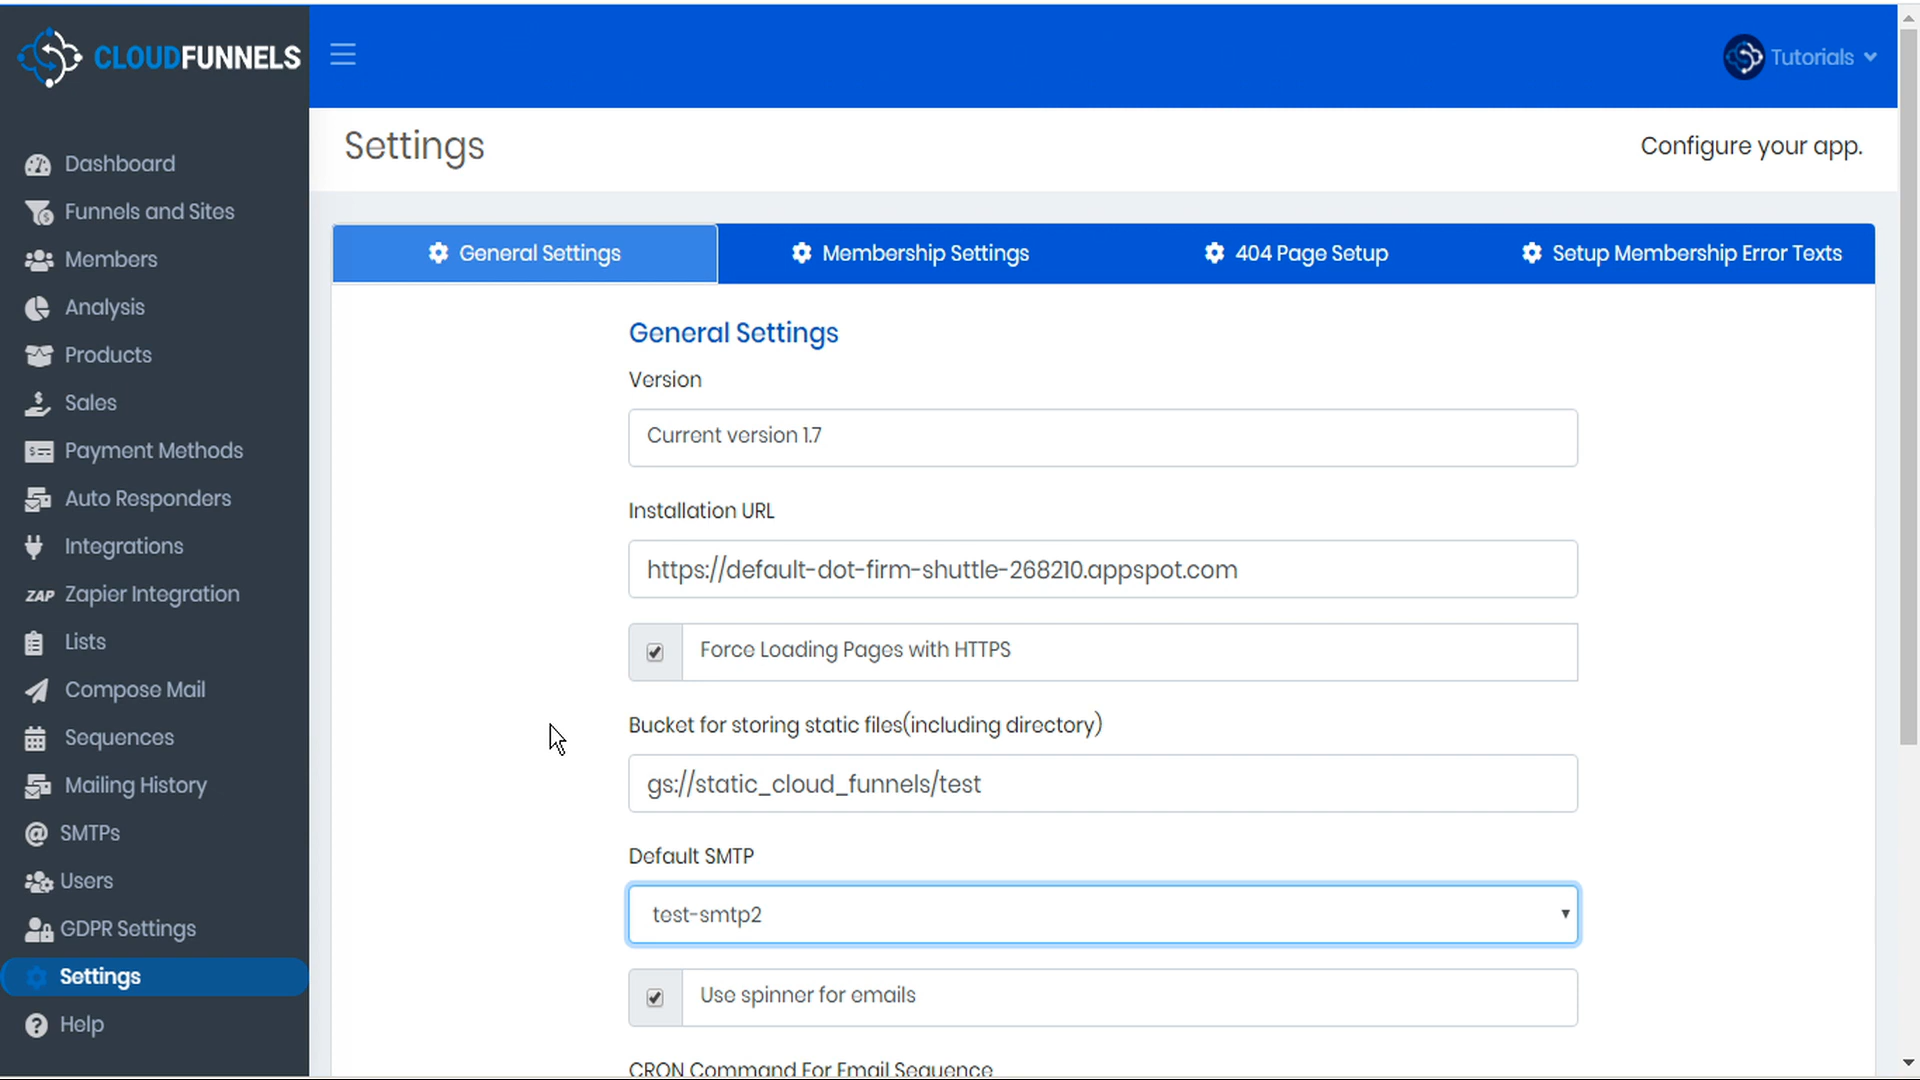 CLOUDFUNNELS
Tutorials
Dashboard
Funnels and Sites
Members
Analysis
Products
Sales
Payment Methods
Auto Responders
Integrations
ZAP Zapier Integration
Lists
Compose Mail
Sequences
Mailing History
SMTPs
Users
GDPR Settings
Settings
Help
Settings
Configure your app.
General Settings
Membership Settings
404 Page Setup
Setup Membership Error Texts
General Settings
Version
Current version 1.7
Installation URL
https://default-dot-firm-shuttle-268210.appspot.com
Force Loading Pages with HTTPS
Bucket for storing static files(including directory)
gs://static_cloud_funnels/test
Default SMTP
test-smtp2
Use spinner for emails
CRON Command For Email Sequence